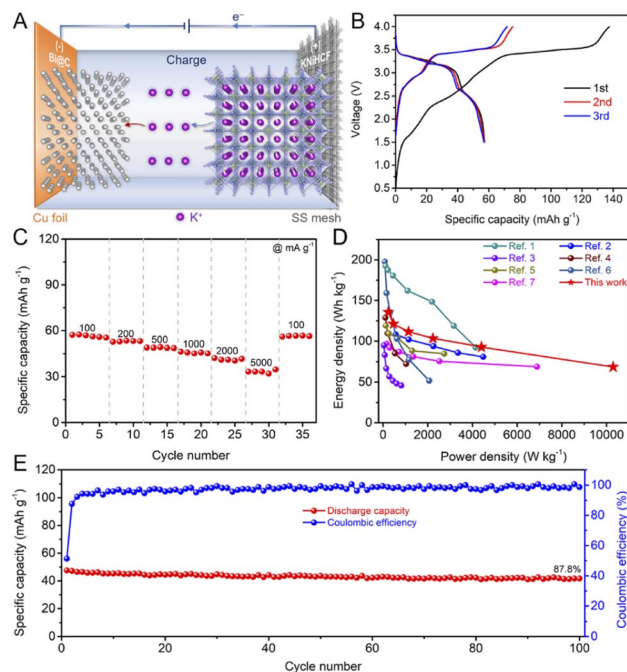 A
e⁻
(-)
Bi@C
Charge
(+)
KNiHCF
Cu foil
K⁺
SS mesh
B
Voltage (V)
4.0
3.5
3.0
2.5
2.0
1.5
1.0
0.5
1st
2nd
3rd
0 20 40 60 80 100 120 140
Specific capacity (mAh g⁻¹)
C
Specific capacity (mAh g⁻¹)
120
90
60
30
0
@ mA g⁻¹
100
200
500
1000
2000
5000
100
0 5 10 15 20 25 30 35
Cycle number
D
Energy density (Wh kg⁻¹)
250
200
150
100
50
0
Ref. 1
Ref. 2
Ref. 3
Ref. 4
Ref. 5
Ref. 6
Ref. 7
This work
0 2000 4000 6000 8000 10000
Power density (W kg⁻¹)
E
Specific capacity (mAh g⁻¹)
120
100
80
60
40
20
0
Discharge capacity
Coulombic efficiency
87.8%
100
80
60
40
20
0
Coulombic efficiency (%)
0 20 40 60 80 100
Cycle number